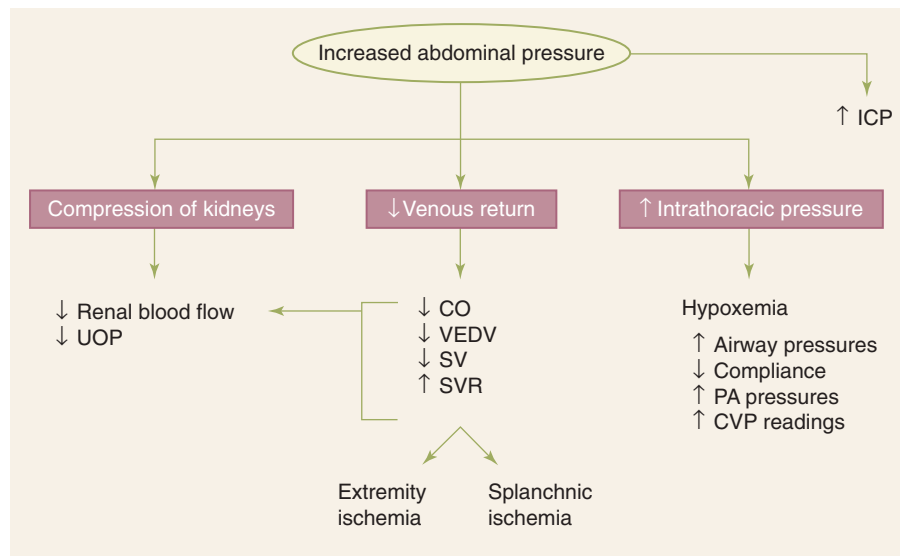 Increased abdominal pressure
↑ ICP
Compression of kidneys
↓ Venous return
↑ Intrathoracic pressure
↓ Renal blood flow
↓ UOP
↓ CO
↓ VEDV
↓ SV
↑ SVR
Hypoxemia
↑ Airway pressures
↓ Compliance
↑ PA pressures
↑ CVP readings
Extremity
ischemia
Splanchnic
ischemia